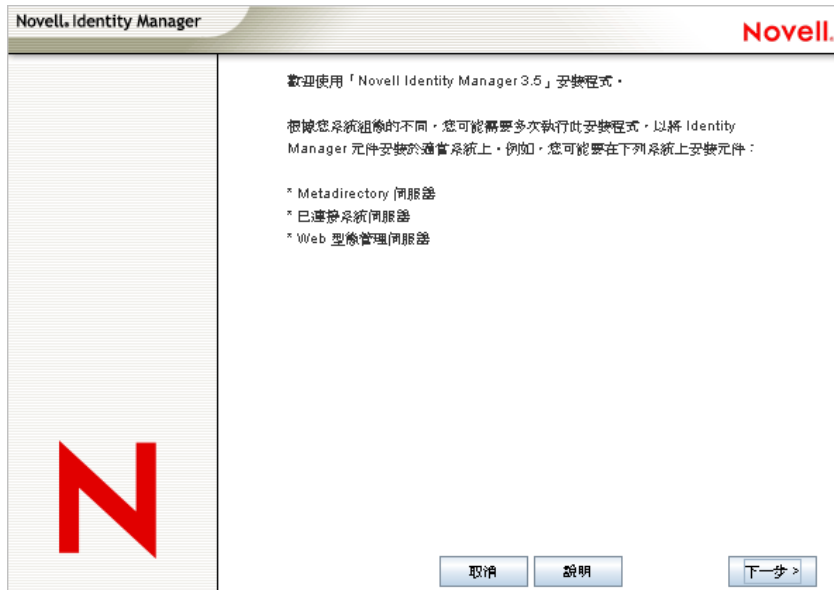 Novell® Identity Manager
Novell.
歡迎使用「Novell Identity Manager 3.5」安裝程式。
根據您系統組態的不同，您可能需要多次執行此安裝程式，以將 Identity
Manager 元件安裝於適當系統上。例如，您可能要在下列系統上安裝元件：
* Metadirectory 伺服器
* 已連接系統伺服器
* Web 型態管理伺服器
N
取消
說明
下一步 >